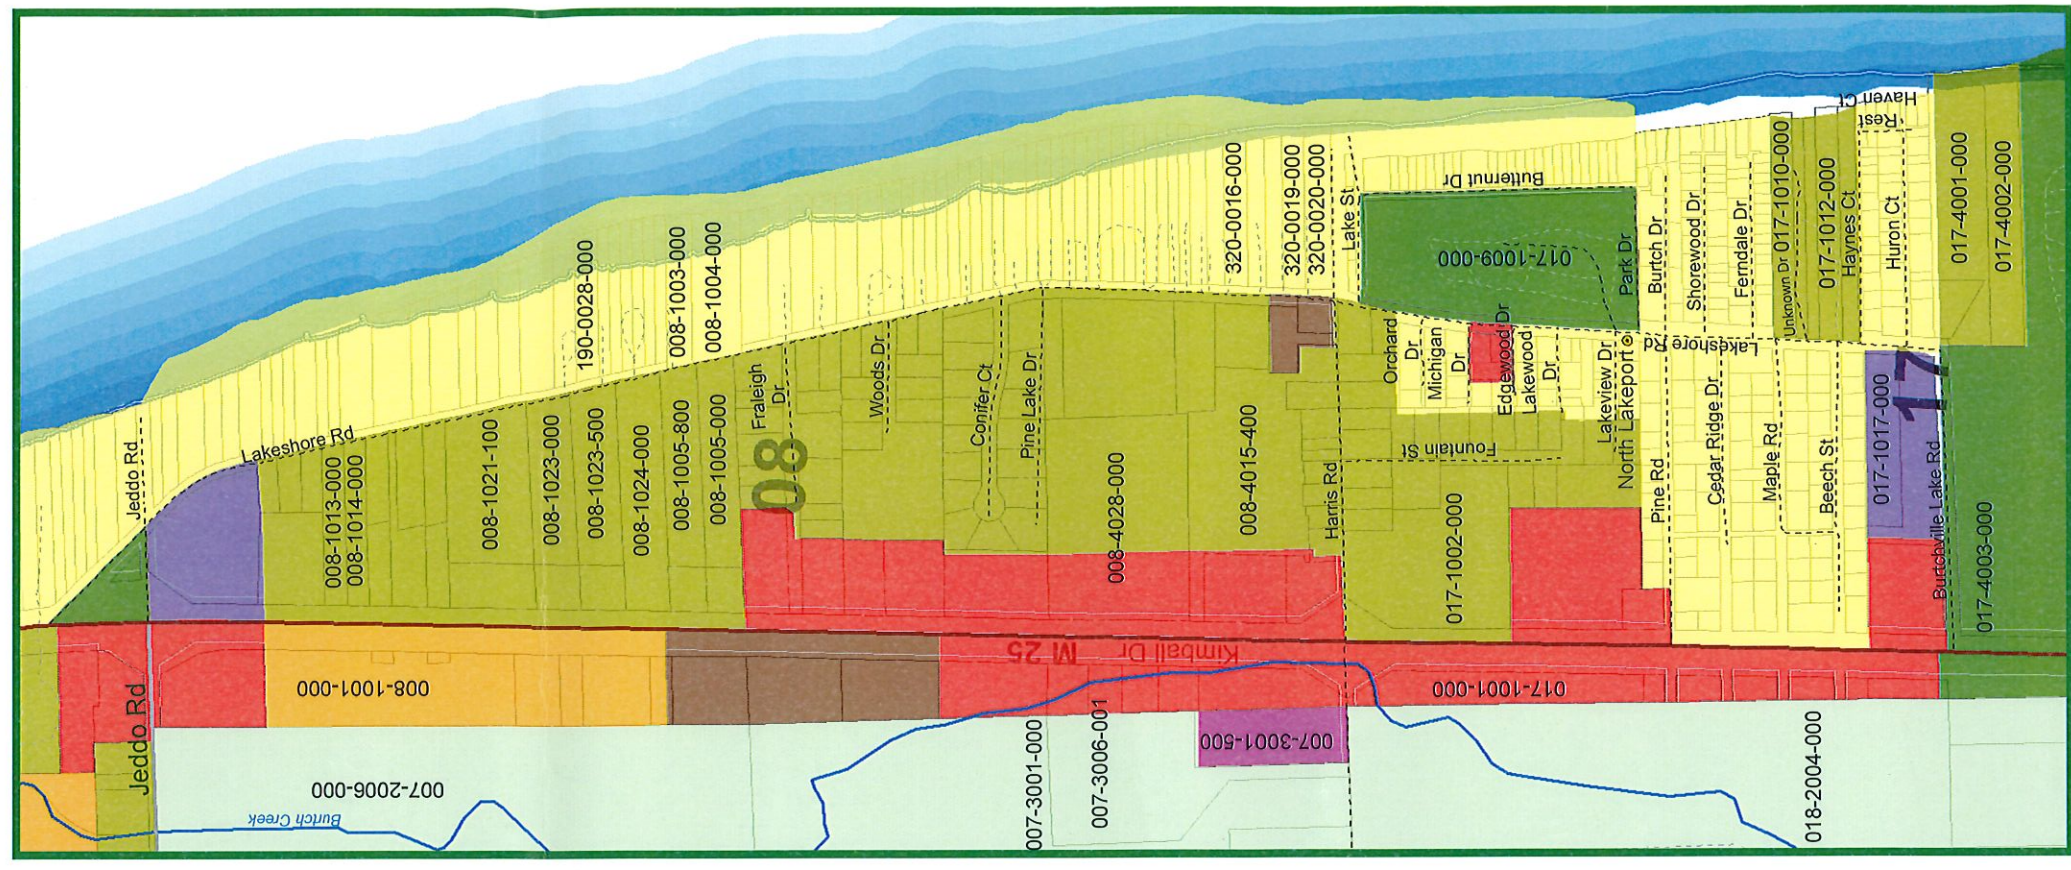 Haven Ct
Rest
Butternut Dr
Lake St
320-0016-000
320-0019-000
320-0020-000
017-1009-000
Park Dr
Burtch Dr
Shorewood Dr
Ferndale Dr
Unknown Dr 017-1010-000
017-1012-000
Haynes Ct
Huron Ct
017-4001-000
017-4002-000
190-0028-000
008-1003-000
008-1004-000
Jeddo Rd
Lakeshore Rd
008-1013-000
008-1014-000
008-1021-100
008-1023-000
008-1023-500
008-1024-000
008-1005-800
008-1005-000
Fraleigh
Dr
08
Woods Dr
Conifer Ct
Pine Lake Dr
008-4028-000
008-4015-400
Harris Rd
Orchard
Dr
Michigan
Dr
Edgewood Dr
Lakewood
Dr
Lakeview Dr
North Lakeport
Lakeshore Rd
Fountain St
017-1002-000
Pine Rd
Cedar Ridge Dr
Maple Rd
Beech St
017-1017-000
17
Burtchville Lake Rd
017-4003-000
Kimball Dr M 25
Jeddo Rd
008-1001-000
017-1001-000
007-2006-000
Burtch Creek
007-3001-000
007-3006-001
007-3001-500
018-2004-000